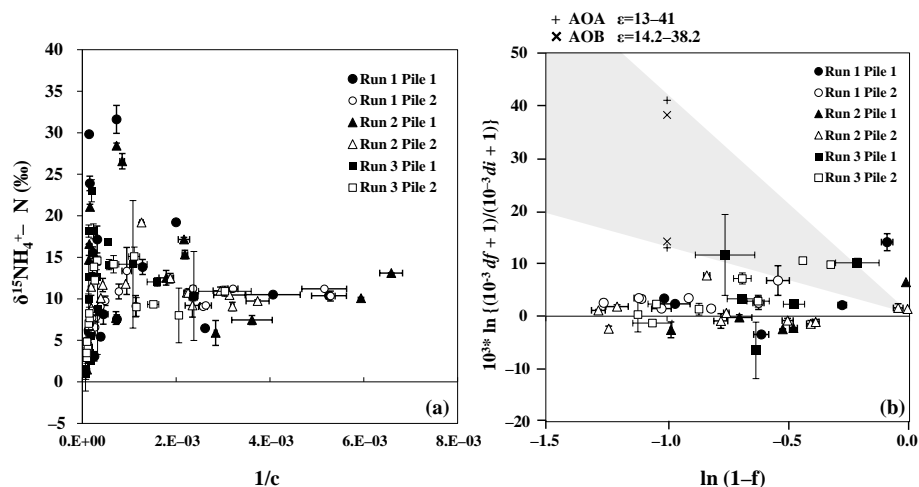 + AOA ε=13–41
× AOB ε=14.2–38.2
40
35
30
25
20
15
10
5
0
–5
δ¹⁵NH₄⁺– N (‰)
Run 1 Pile 1
Run 1 Pile 2
Run 2 Pile 1
Run 2 Pile 2
Run 3 Pile 1
Run 3 Pile 2
(a)
0.E+00 2.E–03 4.E–03 6.E–03 8.E–03
1/c
50
40
30
20
10
0
–10
–20
10³* ln {(10⁻³ df + 1)/(10⁻³ di + 1)}
Run 1 Pile 1
Run 1 Pile 2
Run 2 Pile 1
Run 2 Pile 2
Run 3 Pile 1
Run 3 Pile 2
(b)
–1.5 –1.0 –0.5 0.0
ln (1–f)